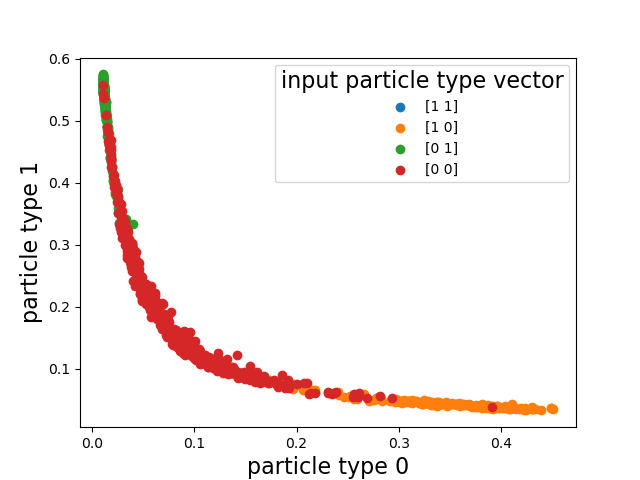 0.6
0.5
0.4
0.3
0.2
0.1
particle type 1
input particle type vector
[1 1]
[1 0]
[0 1]
[0 0]
0.0 0.1 0.2 0.3 0.4
particle type 0